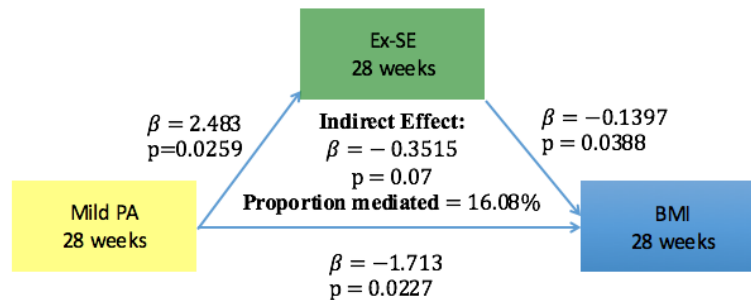 Ex-SE
28 weeks
β = 2.483
p=0.0259
Indirect Effect:
β = − 0.3515
p = 0.07
Proportion mediated = 16.08%
β = −0.1397
p = 0.0388
Mild PA
28 weeks
BMI
28 weeks
β = −1.713
p = 0.0227